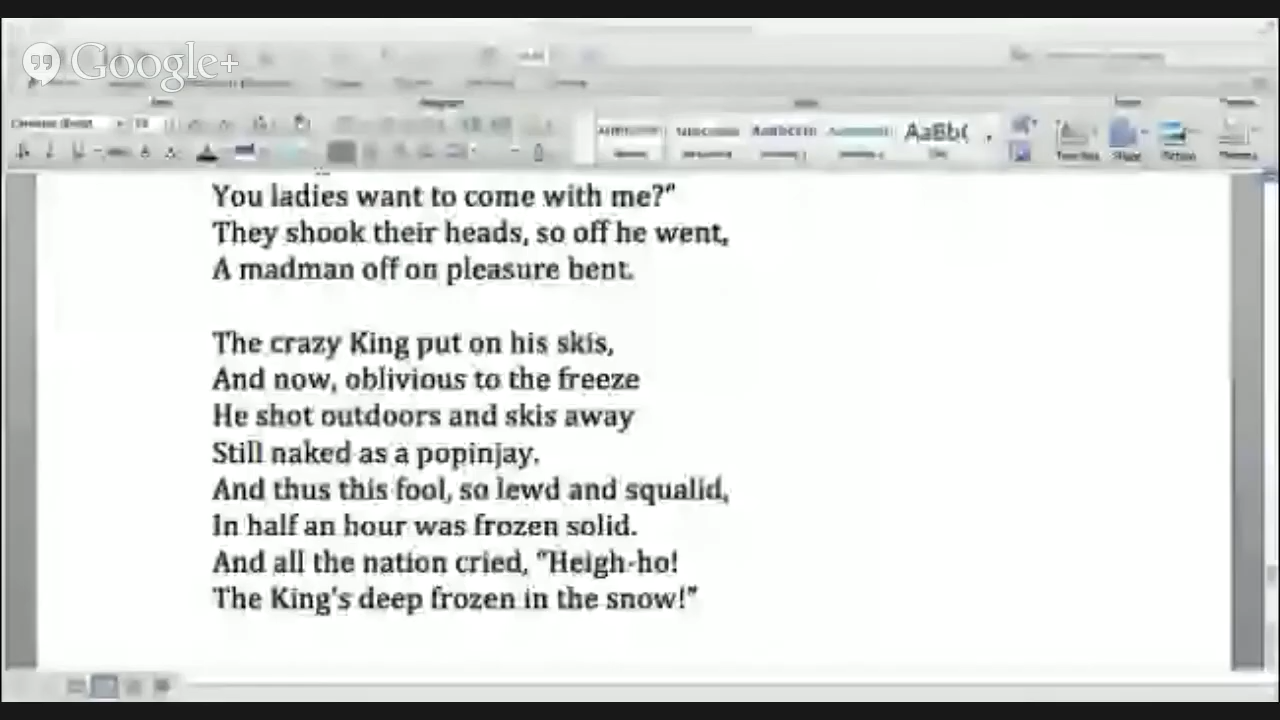 Google+
AaBb(
You ladies want to come with me?"
They shook their heads, so off he went,
A madman off on pleasure bent.
The crazy King put on his skis,
And now, oblivious to the freeze
He shot outdoors and skis away
Still naked as a popinjay.
And thus this fool, so lewd and squalid,
In half an hour was frozen solid.
And all the nation cried, "Heigh-ho!
The King's deep frozen in the snow!"